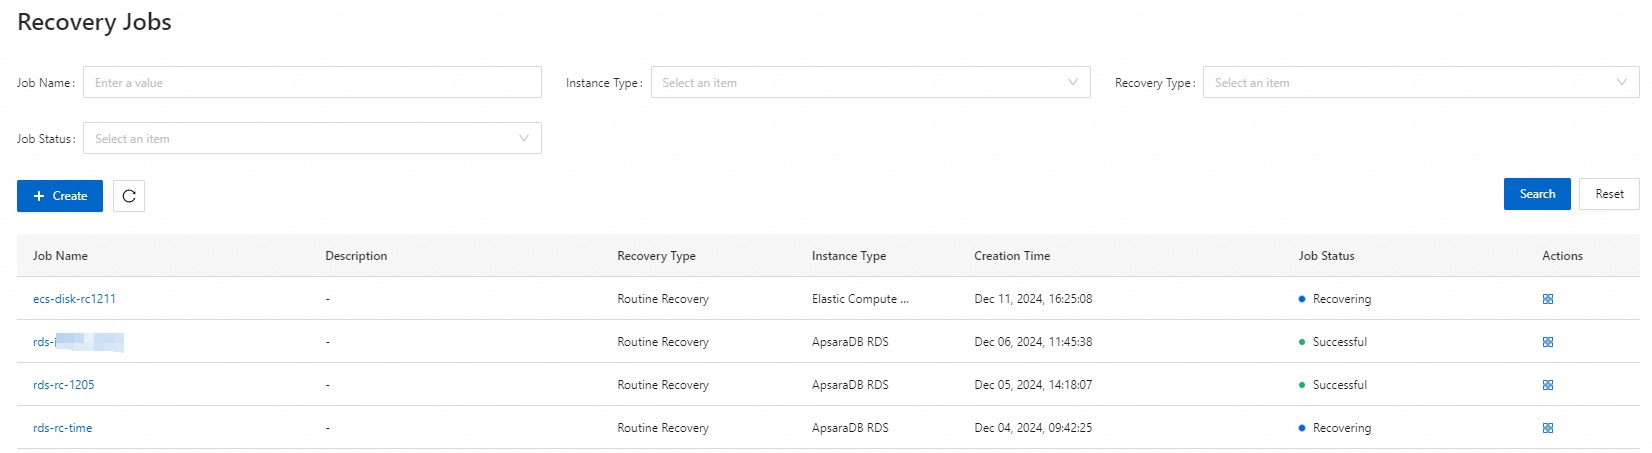 Recovery Jobs
Job Name: Enter a value Instance Type: Select an item Recovery Type: Select an item
Job Status: Select an item
+ Create Search Reset
Job Name Description Recovery Type Instance Type Creation Time Job Status Actions
ecs-disk-rc1211 - Routine Recovery Elastic Compute ... Dec 11, 2024, 16:25:08 Recovering
rds- - Routine Recovery ApsaraDB RDS Dec 06, 2024, 11:45:38 Successful
rds-rc-1205 - Routine Recovery ApsaraDB RDS Dec 05, 2024, 14:18:07 Successful
rds-rc-time - Routine Recovery ApsaraDB RDS Dec 04, 2024, 09:42:25 Recovering